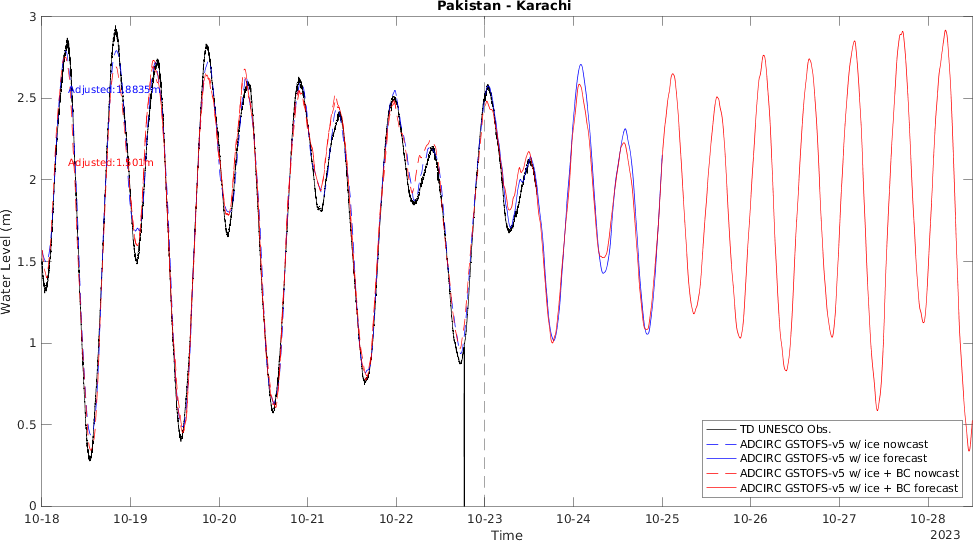 Pakistan - Karachi
3
2.5
2
1.5
1
0.5
0
Water Level (m)
Adjusted:1.8835m
Adjusted:1.501m
TD UNESCO Obs.
ADCIRC GSTOFS-v5 w/ ice nowcast
ADCIRC GSTOFS-v5 w/ ice forecast
ADCIRC GSTOFS-v5 w/ ice + BC nowcast
ADCIRC GSTOFS-v5 w/ ice + BC forecast
10-18 10-19 10-20 10-21 10-22 10-23 10-24 10-25 10-26 10-27 10-28
2023
Time